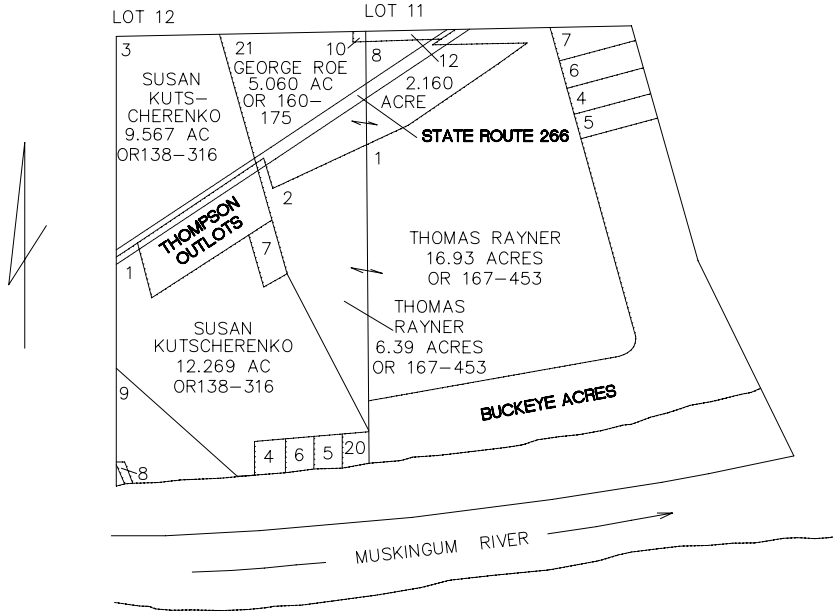 LOT 12
LOT 11
3
SUSAN
KUTS-
CHERENKO
9.567 AC
OR138-316
21
GEORGE ROE
5.060 AC
OR 160-
175
10
8
12
2.160
ACRE
STATE ROUTE 266
7
6
4
5
1
2
THOMPSON
OUTLOTS
1
7
THOMAS RAYNER
16.93 ACRES
OR 167-453
THOMAS
RAYNER
6.39 ACRES
OR 167-453
SUSAN
KUTSCHERENKO
12.269 AC
OR138-316
9
8
4
6
5
20
BUCKEYE ACRES
MUSKINGUM RIVER